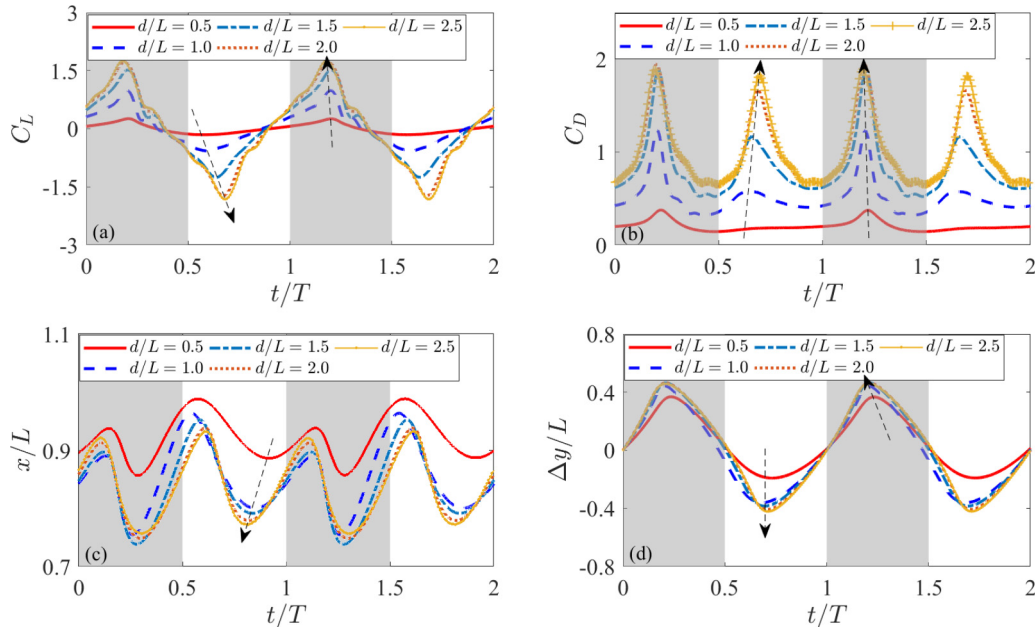 d/L = 0.5 d/L = 1.5 d/L = 2.5
d/L = 1.0 d/L = 2.0
C_L
3
1.5
0
-1.5
-3
(a)
0 0.5 1 1.5 2
t/T
d/L = 0.5 d/L = 1.5 d/L = 2.5
d/L = 1.0 d/L = 2.0
C_D
2
1
0
(b)
0 0.5 1 1.5 2
t/T
d/L = 0.5 d/L = 1.5 d/L = 2.5
d/L = 1.0 d/L = 2.0
x/L
1.1
0.9
0.7
(c)
0 0.5 1 1.5 2
t/T
d/L = 0.5 d/L = 1.5 d/L = 2.5
d/L = 1.0 d/L = 2.0
Δy/L
0.8
0.4
0
-0.4
-0.8
(d)
0 0.5 1 1.5 2
t/T